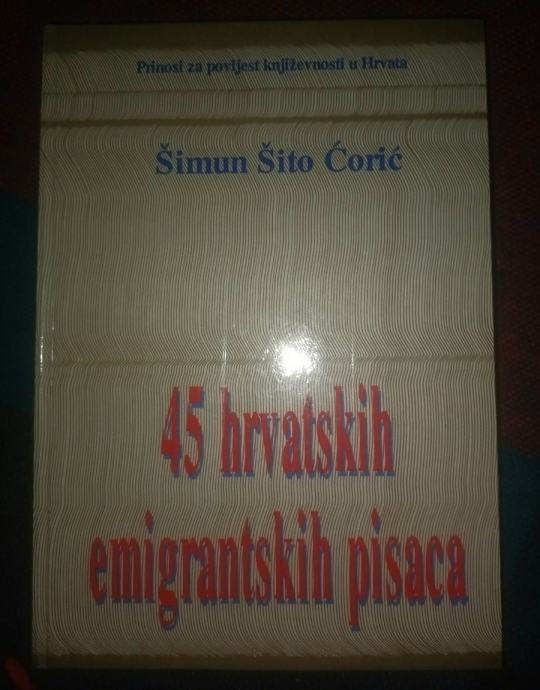 Prinosi za povijest književnosti u Hrvata
Šimun Šito Ćorić
45 hrvatskih
emigrantskih pisaca